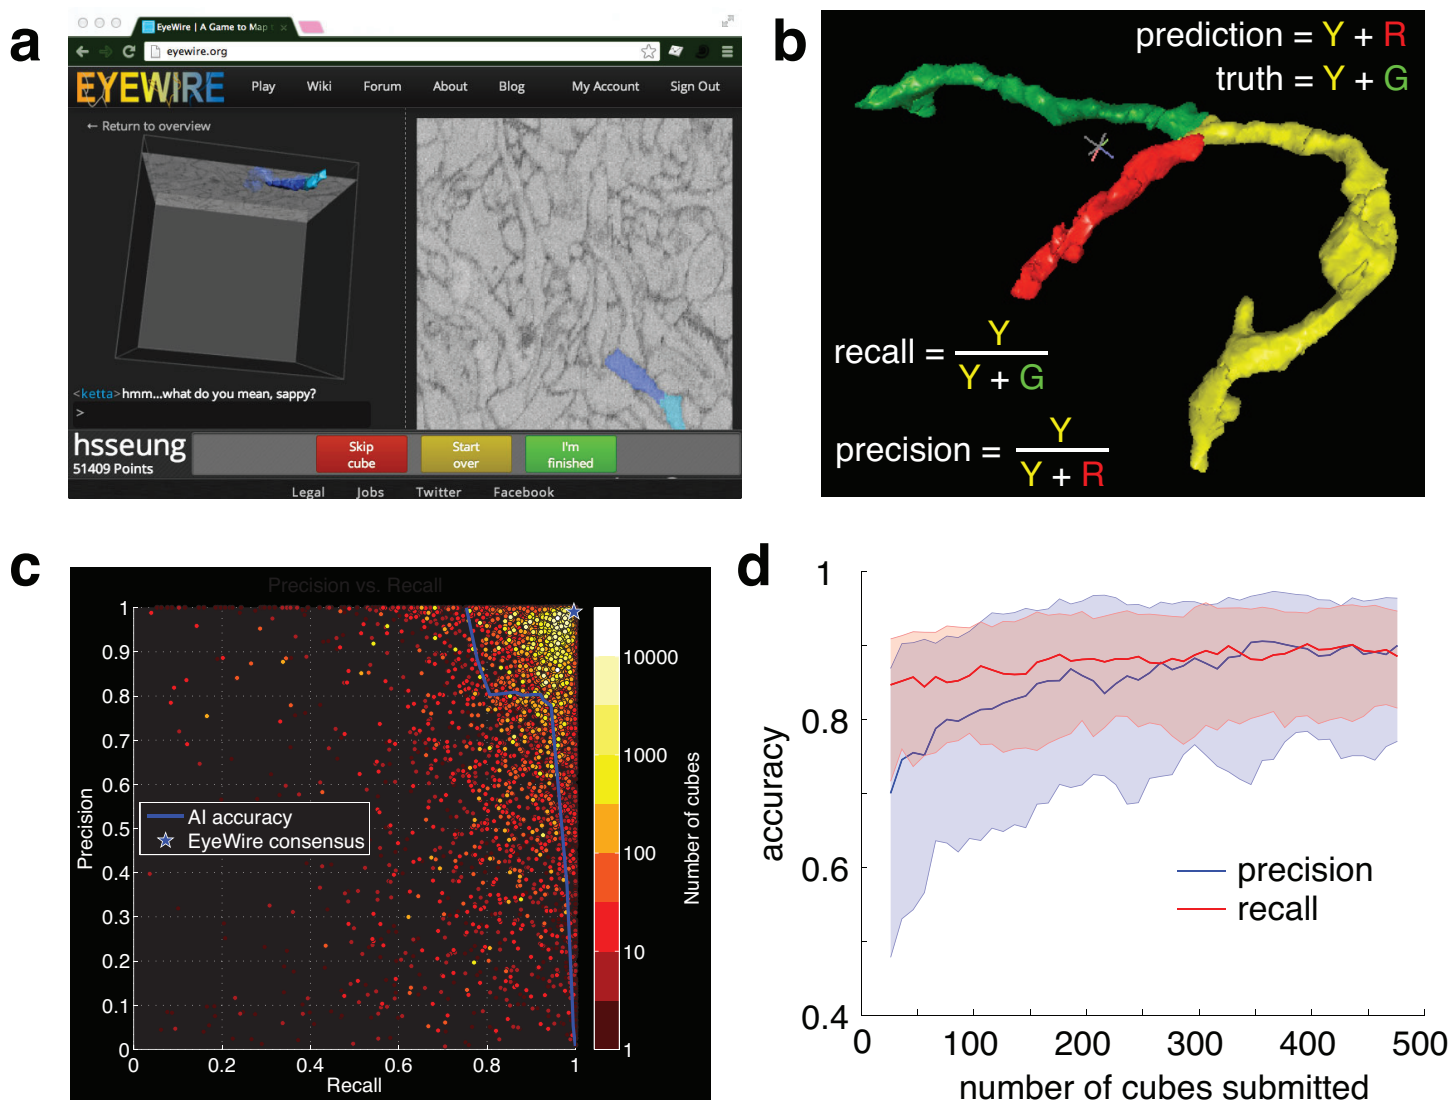 a
EyeWire | A Game to Map
eyewire.org
EYEWIRE
Play
Wiki
Forum
About
Blog
My Account
Sign Out
← Return to overview
<ketta>hmm...what do you mean, sappy?
>
hsseung
51409 Points
Skip
cube
Start
over
I'm
finished
Legal
Jobs
Twitter
Facebook
b
prediction = Y + R
truth = Y + G
recall = Y
Y + G
precision = Y
Y + R
c
Precision vs. Recall
1
0.9
0.8
0.7
0.6
0.5
0.4
0.3
0.2
0.1
0
Precision
AI accuracy
EyeWire consensus
0
0.2
0.4
0.6
0.8
1
Recall
10000
1000
100
10
1
Number of cubes
d
1
0.8
0.6
0.4
accuracy
precision
recall
0
100
200
300
400
500
number of cubes submitted